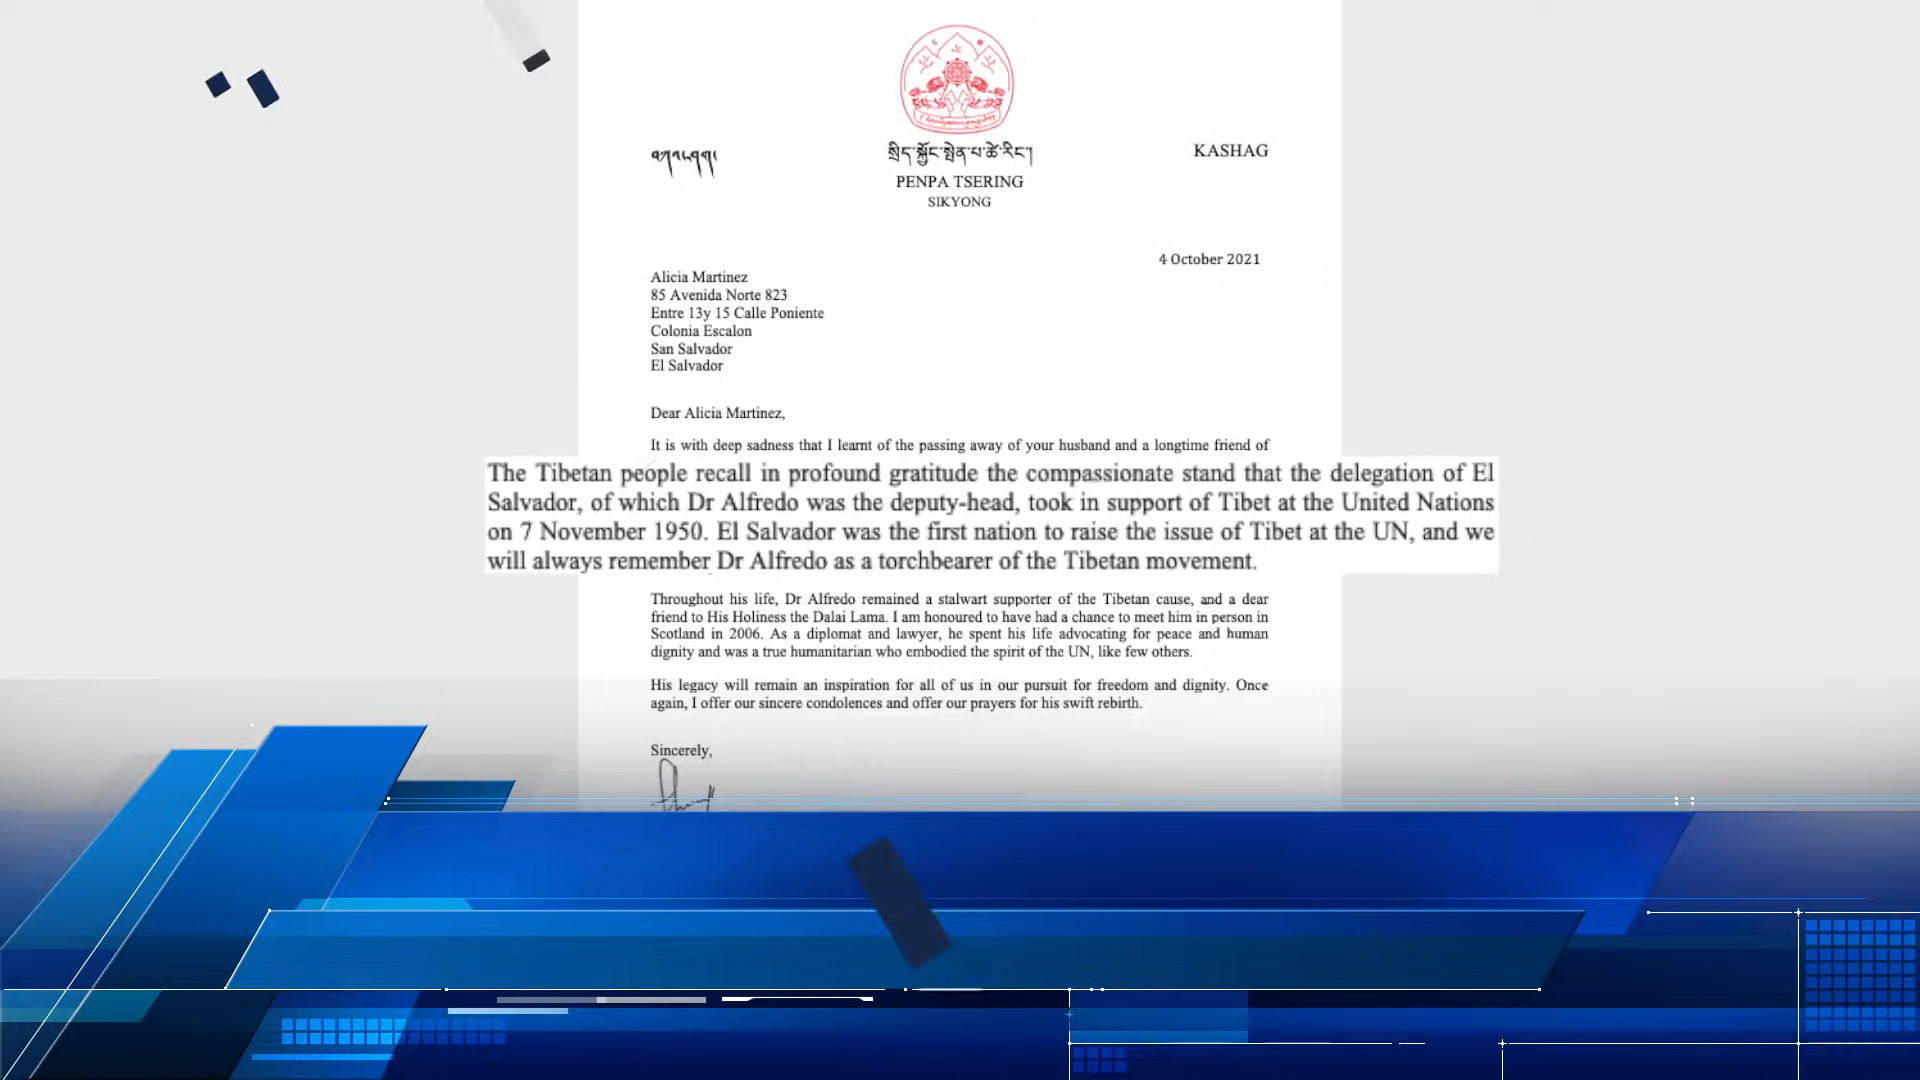 བཀའ་ཤག།
སྲིད་སྐྱོང་སྤེན་པ་ཚེ་རིང་།
KASHAG
PENPA TSERING
SIKYONG
4 October 2021
Alicia Martinez
85 Avenida Norte 823
Entre 13y 15 Calle Poniente
Colonia Escalon
San Salvador
El Salvador
Dear Alicia Martinez,
It is with deep sadness that I learnt of the passing away of your husband and a longtime friend of
The Tibetan people recall in profound gratitude the compassionate stand that the delegation of El
Salvador, of which Dr Alfredo was the deputy-head, took in support of Tibet at the United Nations
on 7 November 1950. El Salvador was the first nation to raise the issue of Tibet at the UN, and we
will always remember Dr Alfredo as a torchbearer of the Tibetan movement.
Throughout his life, Dr Alfredo remained a stalwart supporter of the Tibetan cause, and a dear
friend to His Holiness the Dalai Lama. I am honoured to have had a chance to meet him in person in
Scotland in 2006. As a diplomat and lawyer, he spent his life advocating for peace and human
dignity and was a true humanitarian who embodied the spirit of the UN, like few others.
His legacy will remain an inspiration for all of us in our pursuit for freedom and dignity. Once
again, I offer our sincere condolences and offer our prayers for his swift rebirth.
Sincerely,